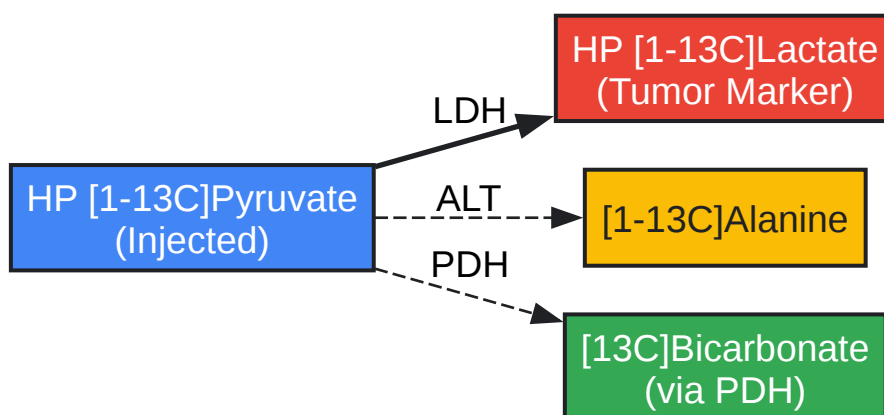 HP [1-13C]Pyruvate
(Injected)
LDH
ALT
PDH
HP [1-13C]Lactate
(Tumor Marker)
[1-13C]Alanine
[13C]Bicarbonate
(via PDH)